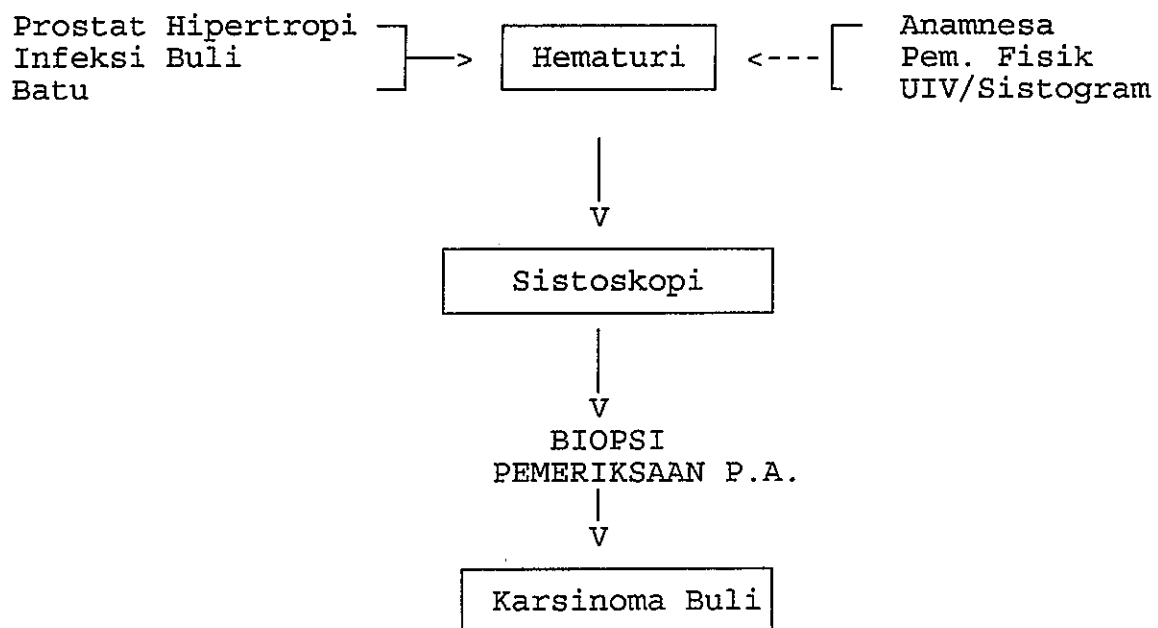 Prostat Hipertropi
Infeksi Buli
Batu
Hematuri
Anamnesa
Pem. Fisik
UIV/Sistogram
Sistoskopi
BIOPSI
PEMERIKSAAN P.A.
Karsinoma Buli